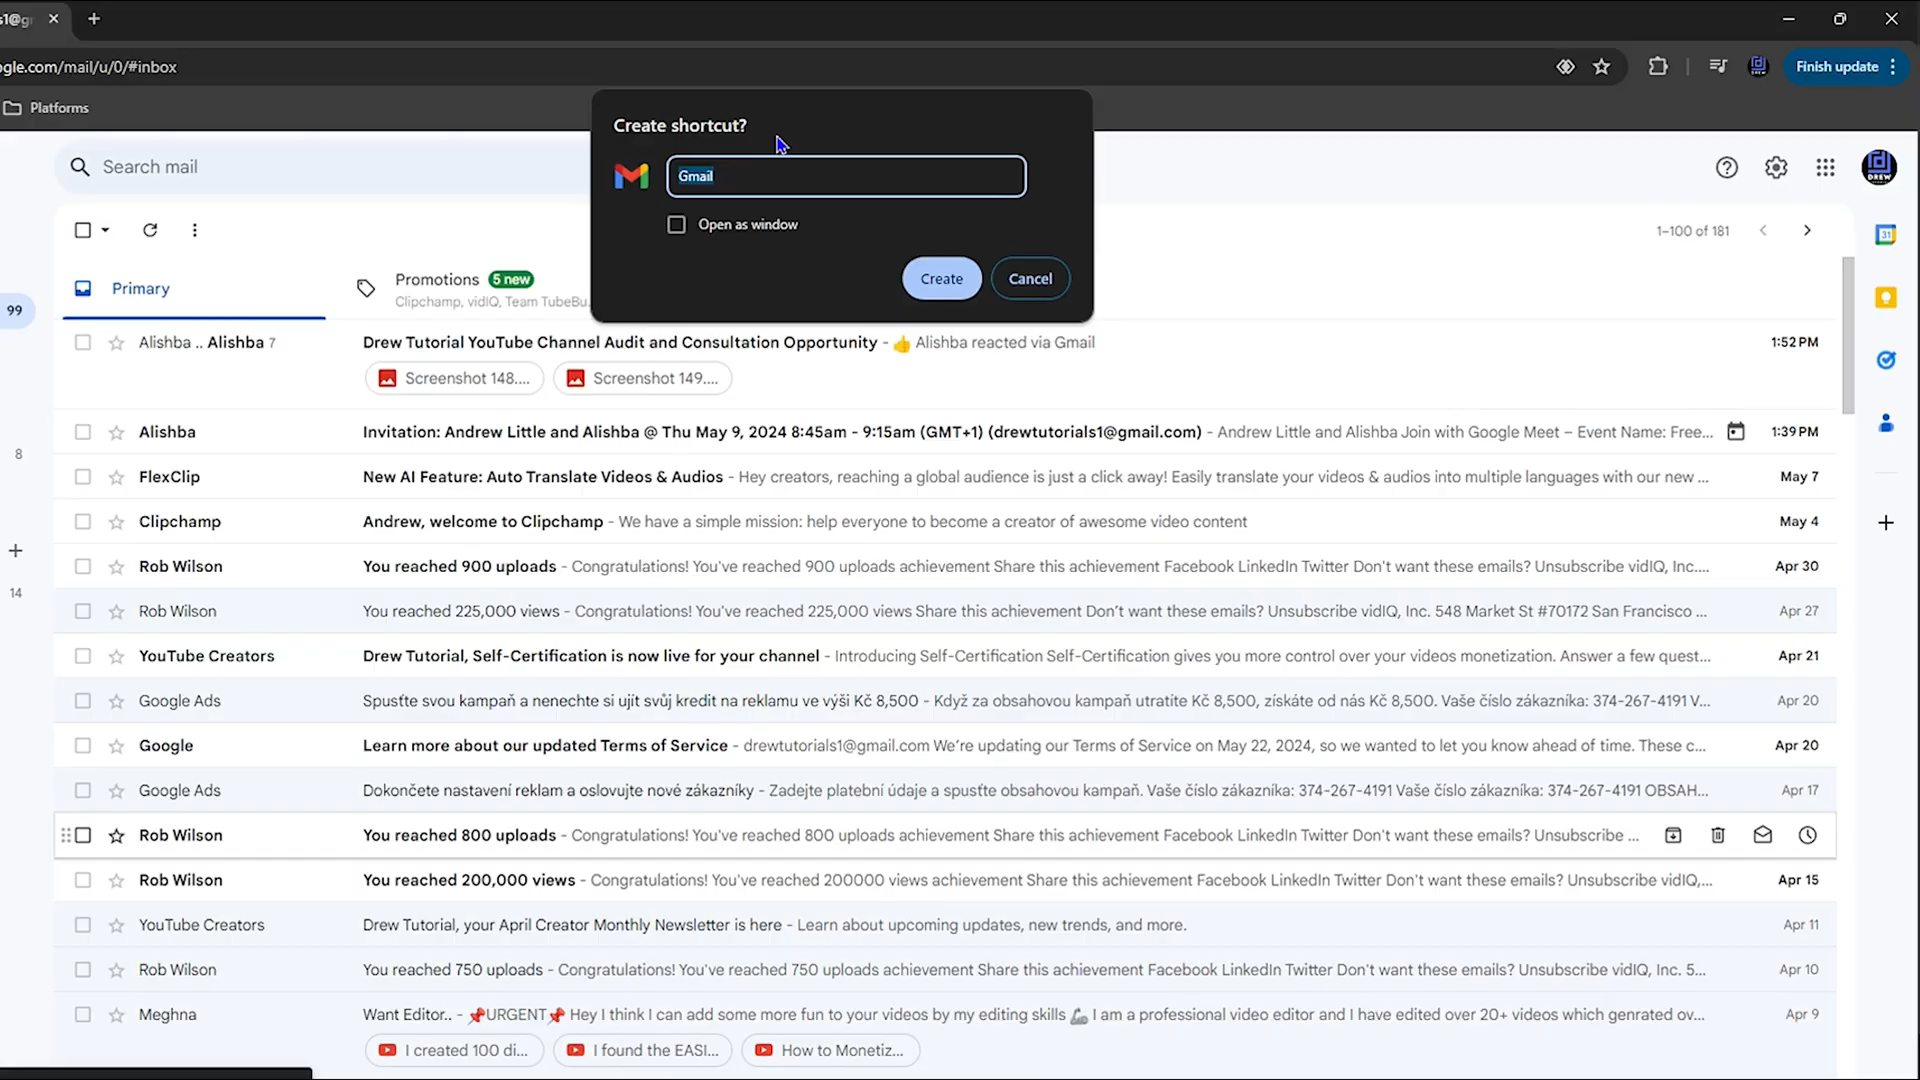 s1@gr
Finish update
ogle.com/mail/u/0/#inbox
Platforms
Create shortcut?
Gmail
Open as window
Create
Cancel
Search mail
1–100 of 181
31
Primary
Promotions 5 new
Clipchamp, vidIQ, Team TubeBu...
99
Alishba .. Alishba 7 Drew Tutorial YouTube Channel Audit and Consultation Opportunity - 👍 Alishba reacted via Gmail 1:52 PM
Screenshot 148.... Screenshot 149....
Alishba Invitation: Andrew Little and Alishba @ Thu May 9, 2024 8:45am - 9:15am (GMT+1) (drewtutorials1@gmail.com) - Andrew Little and Alishba Join with Google Meet – Event Name: Free... 1:39 PM
8
FlexClip New AI Feature: Auto Translate Videos & Audios - Hey creators, reaching a global audience is just a click away! Easily translate your videos & audios into multiple languages with our new ... May 7
Clipchamp Andrew, welcome to Clipchamp - We have a simple mission: help everyone to become a creator of awesome video content May 4
Rob Wilson You reached 900 uploads - Congratulations! You've reached 900 uploads achievement Share this achievement Facebook LinkedIn Twitter Don't want these emails? Unsubscribe vidIQ, Inc.... Apr 30
14
Rob Wilson You reached 225,000 views - Congratulations! You've reached 225,000 views Share this achievement Don’t want these emails? Unsubscribe vidIQ, Inc. 548 Market St #70172 San Francisco ... Apr 27
YouTube Creators Drew Tutorial, Self-Certification is now live for your channel - Introducing Self-Certification Self-Certification gives you more control over your videos monetization. Answer a few quest... Apr 21
Google Ads Spusťte svou kampaň a nenechte si ujít svůj kredit na reklamu ve výši Kč 8,500 - Když za obsahovou kampaň utratíte Kč 8,500, získáte od nás Kč 8,500. Vaše číslo zákazníka: 374-267-4191 V... Apr 20
Google Learn more about our updated Terms of Service - drewtutorials1@gmail.com We’re updating our Terms of Service on May 22, 2024, so we wanted to let you know ahead of time. These c... Apr 20
Google Ads Dokončete nastavení reklam a oslovujte nové zákazníky - Zadejte platební údaje a spusťte obsahovou kampaň. Vaše číslo zákazníka: 374-267-4191 Vaše číslo zákazníka: 374-267-4191 OBSAH... Apr 17
Rob Wilson You reached 800 uploads - Congratulations! You've reached 800 uploads achievement Share this achievement Facebook LinkedIn Twitter Don't want these emails? Unsubscribe ...
Rob Wilson You reached 200,000 views - Congratulations! You've reached 200000 views achievement Share this achievement Facebook LinkedIn Twitter Don't want these emails? Unsubscribe vidIQ,... Apr 15
YouTube Creators Drew Tutorial, your April Creator Monthly Newsletter is here - Learn about upcoming updates, new trends, and more. Apr 11
Rob Wilson You reached 750 uploads - Congratulations! You've reached 750 uploads achievement Share this achievement Facebook LinkedIn Twitter Don't want these emails? Unsubscribe vidIQ, Inc. 5... Apr 10
Meghna Want Editor.. - 📌URGENT📌 Hey I think I can add some more fun to your videos by my editing skills 🦾 I am a professional video editor and I have edited over 20+ videos which genrated ov... Apr 9
I created 100 di... I found the EASI... How to Monetiz...